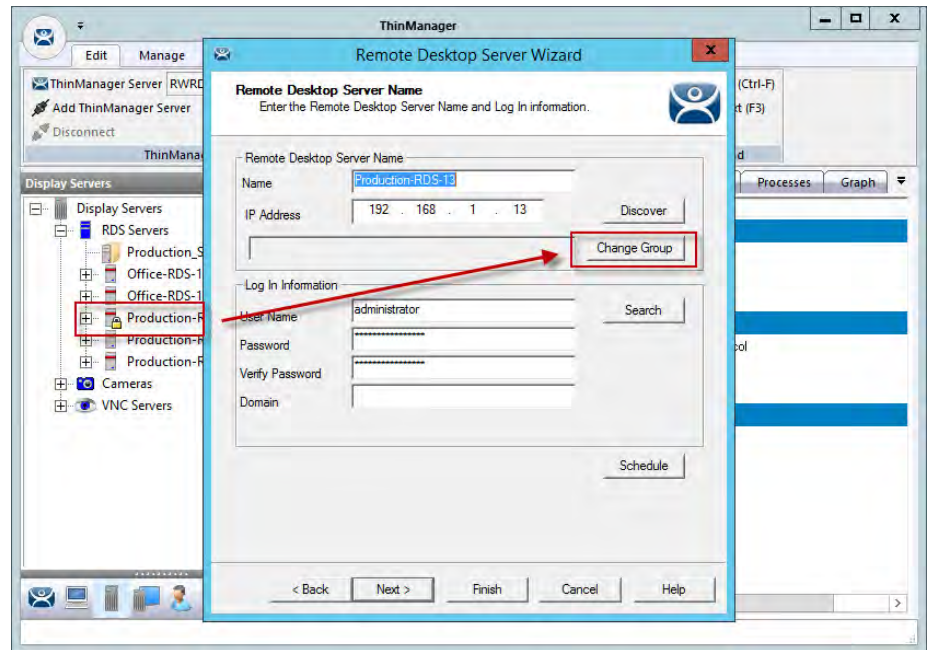 ThinManager
Edit Manage
ThinManager Server RWRD
Add ThinManager Server
Disconnect
ThinMana
(Ctrl-F)
xt (F3)
d
Display Servers
Processes Graph
Display Servers
RDS Servers
Production_S
Office-RDS-1
Office-RDS-1
Production-R
Production-R
Production-R
Cameras
VNC Servers
col
Remote Desktop Server Wizard
Remote Desktop Server Name
Enter the Remote Desktop Server Name and Log In information.
Remote Desktop Server Name
Name Production-RDS-13
IP Address 192 . 168 . 1 . 13 Discover
Change Group
Log In Information
User Name administrator Search
Password ****************
Verify Password ****************
Domain
Schedule
< Back Next > Finish Cancel Help